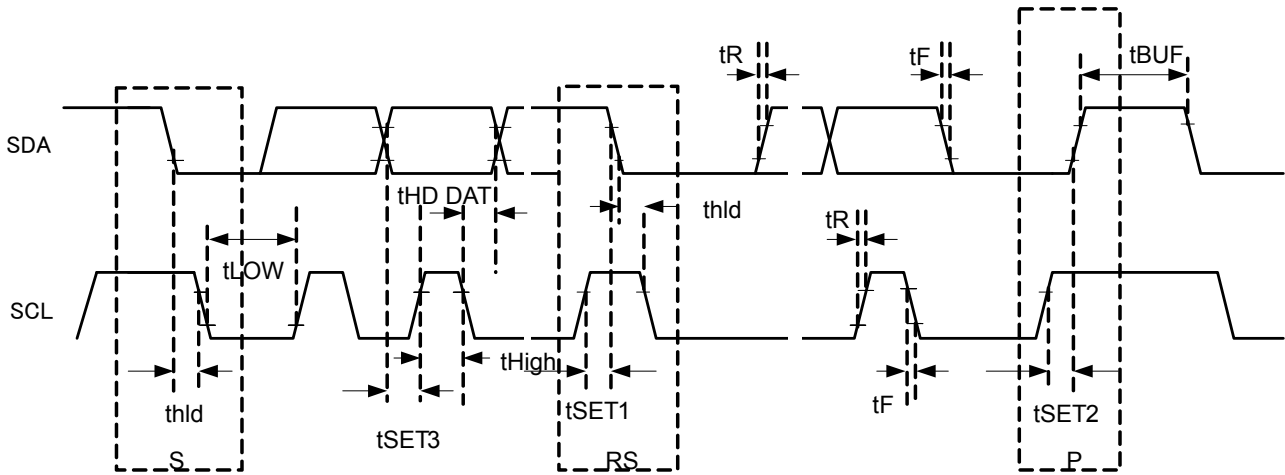 tR
tF
tBUF
SDA
tHD DAT
thld
tR
tLOW
SCL
tHigh
thld
tSET1
tF
tSET2
tSET3
S
RS
P